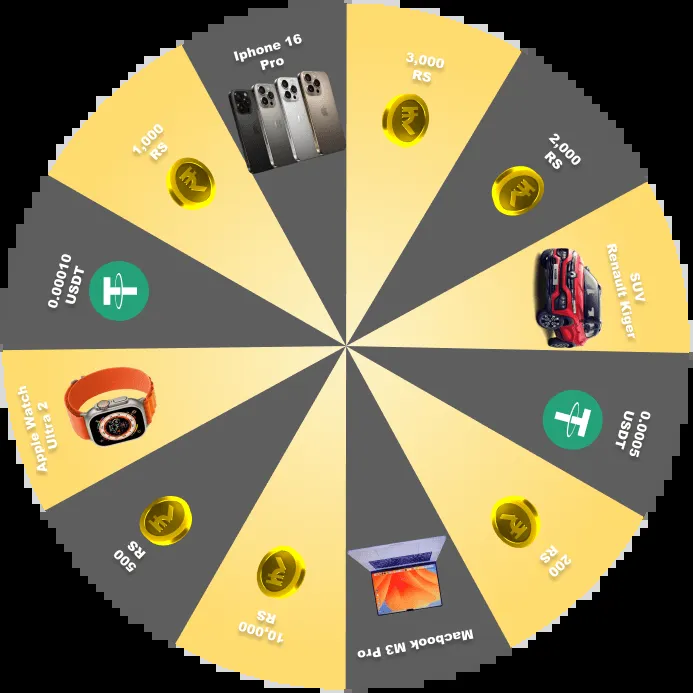 Iphone 16
Pro
3,000
RS
2,000
RS
SUV
Renault Kiger
0.0005
USDT
200
RS
Macbook M3 Pro
10,000
RS
500
RS
Apple Watch
Ultra 2
0.00010
USDT
1,000
RS